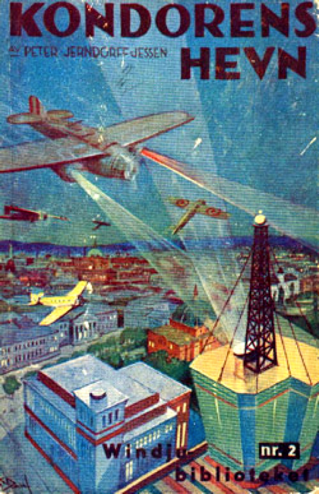 KONDORENS
AV PETER JERNDORFF-JESSEN
HEVN
Windju-
nr. 2
biblioteket